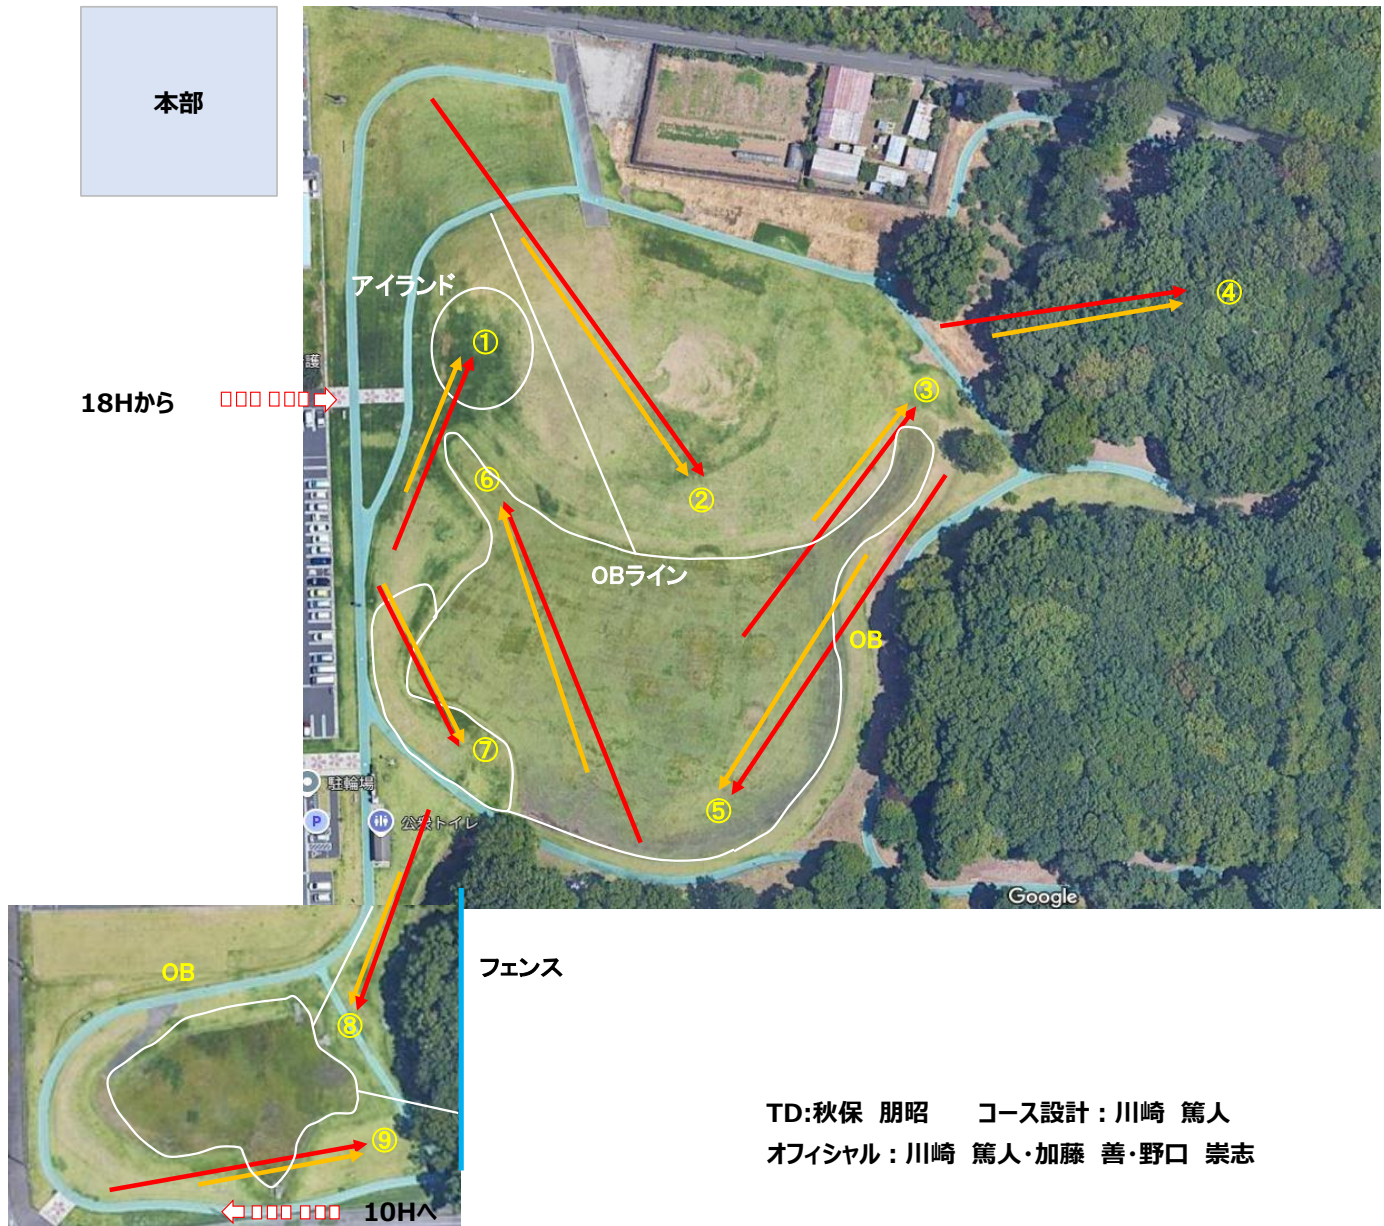 本部
アイランド
①
④
護
18Hから
③
⑥
②
OBライン
OB
⑦
駐輪場
⑤
P
公衆トイレ
Google
フェンス
OB
⑧
TD:秋保 朋昭 コース設計：川崎 篤人
⑨
オフィシャル：川崎 篤人・加藤 善・野口 崇志
10Hへ